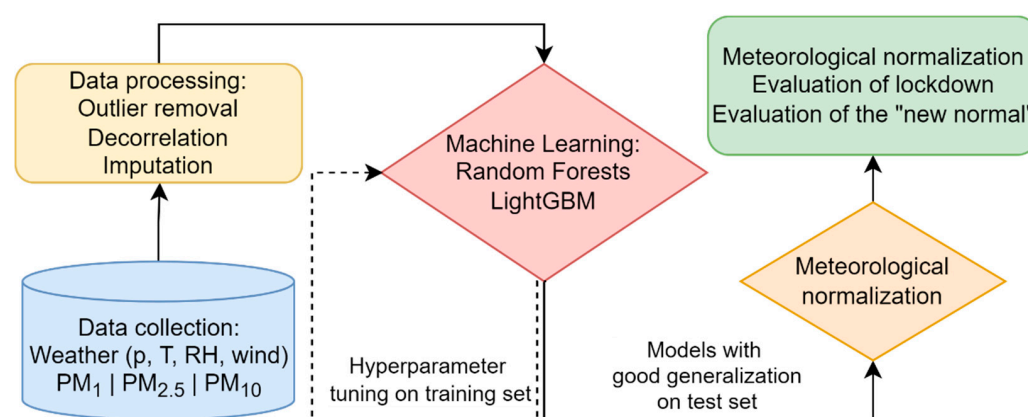 Data processing:
Outlier removal
Decorrelation
Imputation
Data collection:
Weather (p, T, RH, wind)
PM₁ | PM₂.₅ | PM₁₀
Machine Learning:
Random Forests
LightGBM
Hyperparameter
tuning on training set
Models with
good generalization
on test set
Meteorological
normalization
Meteorological normalization
Evaluation of lockdown
Evaluation of the "new normal"